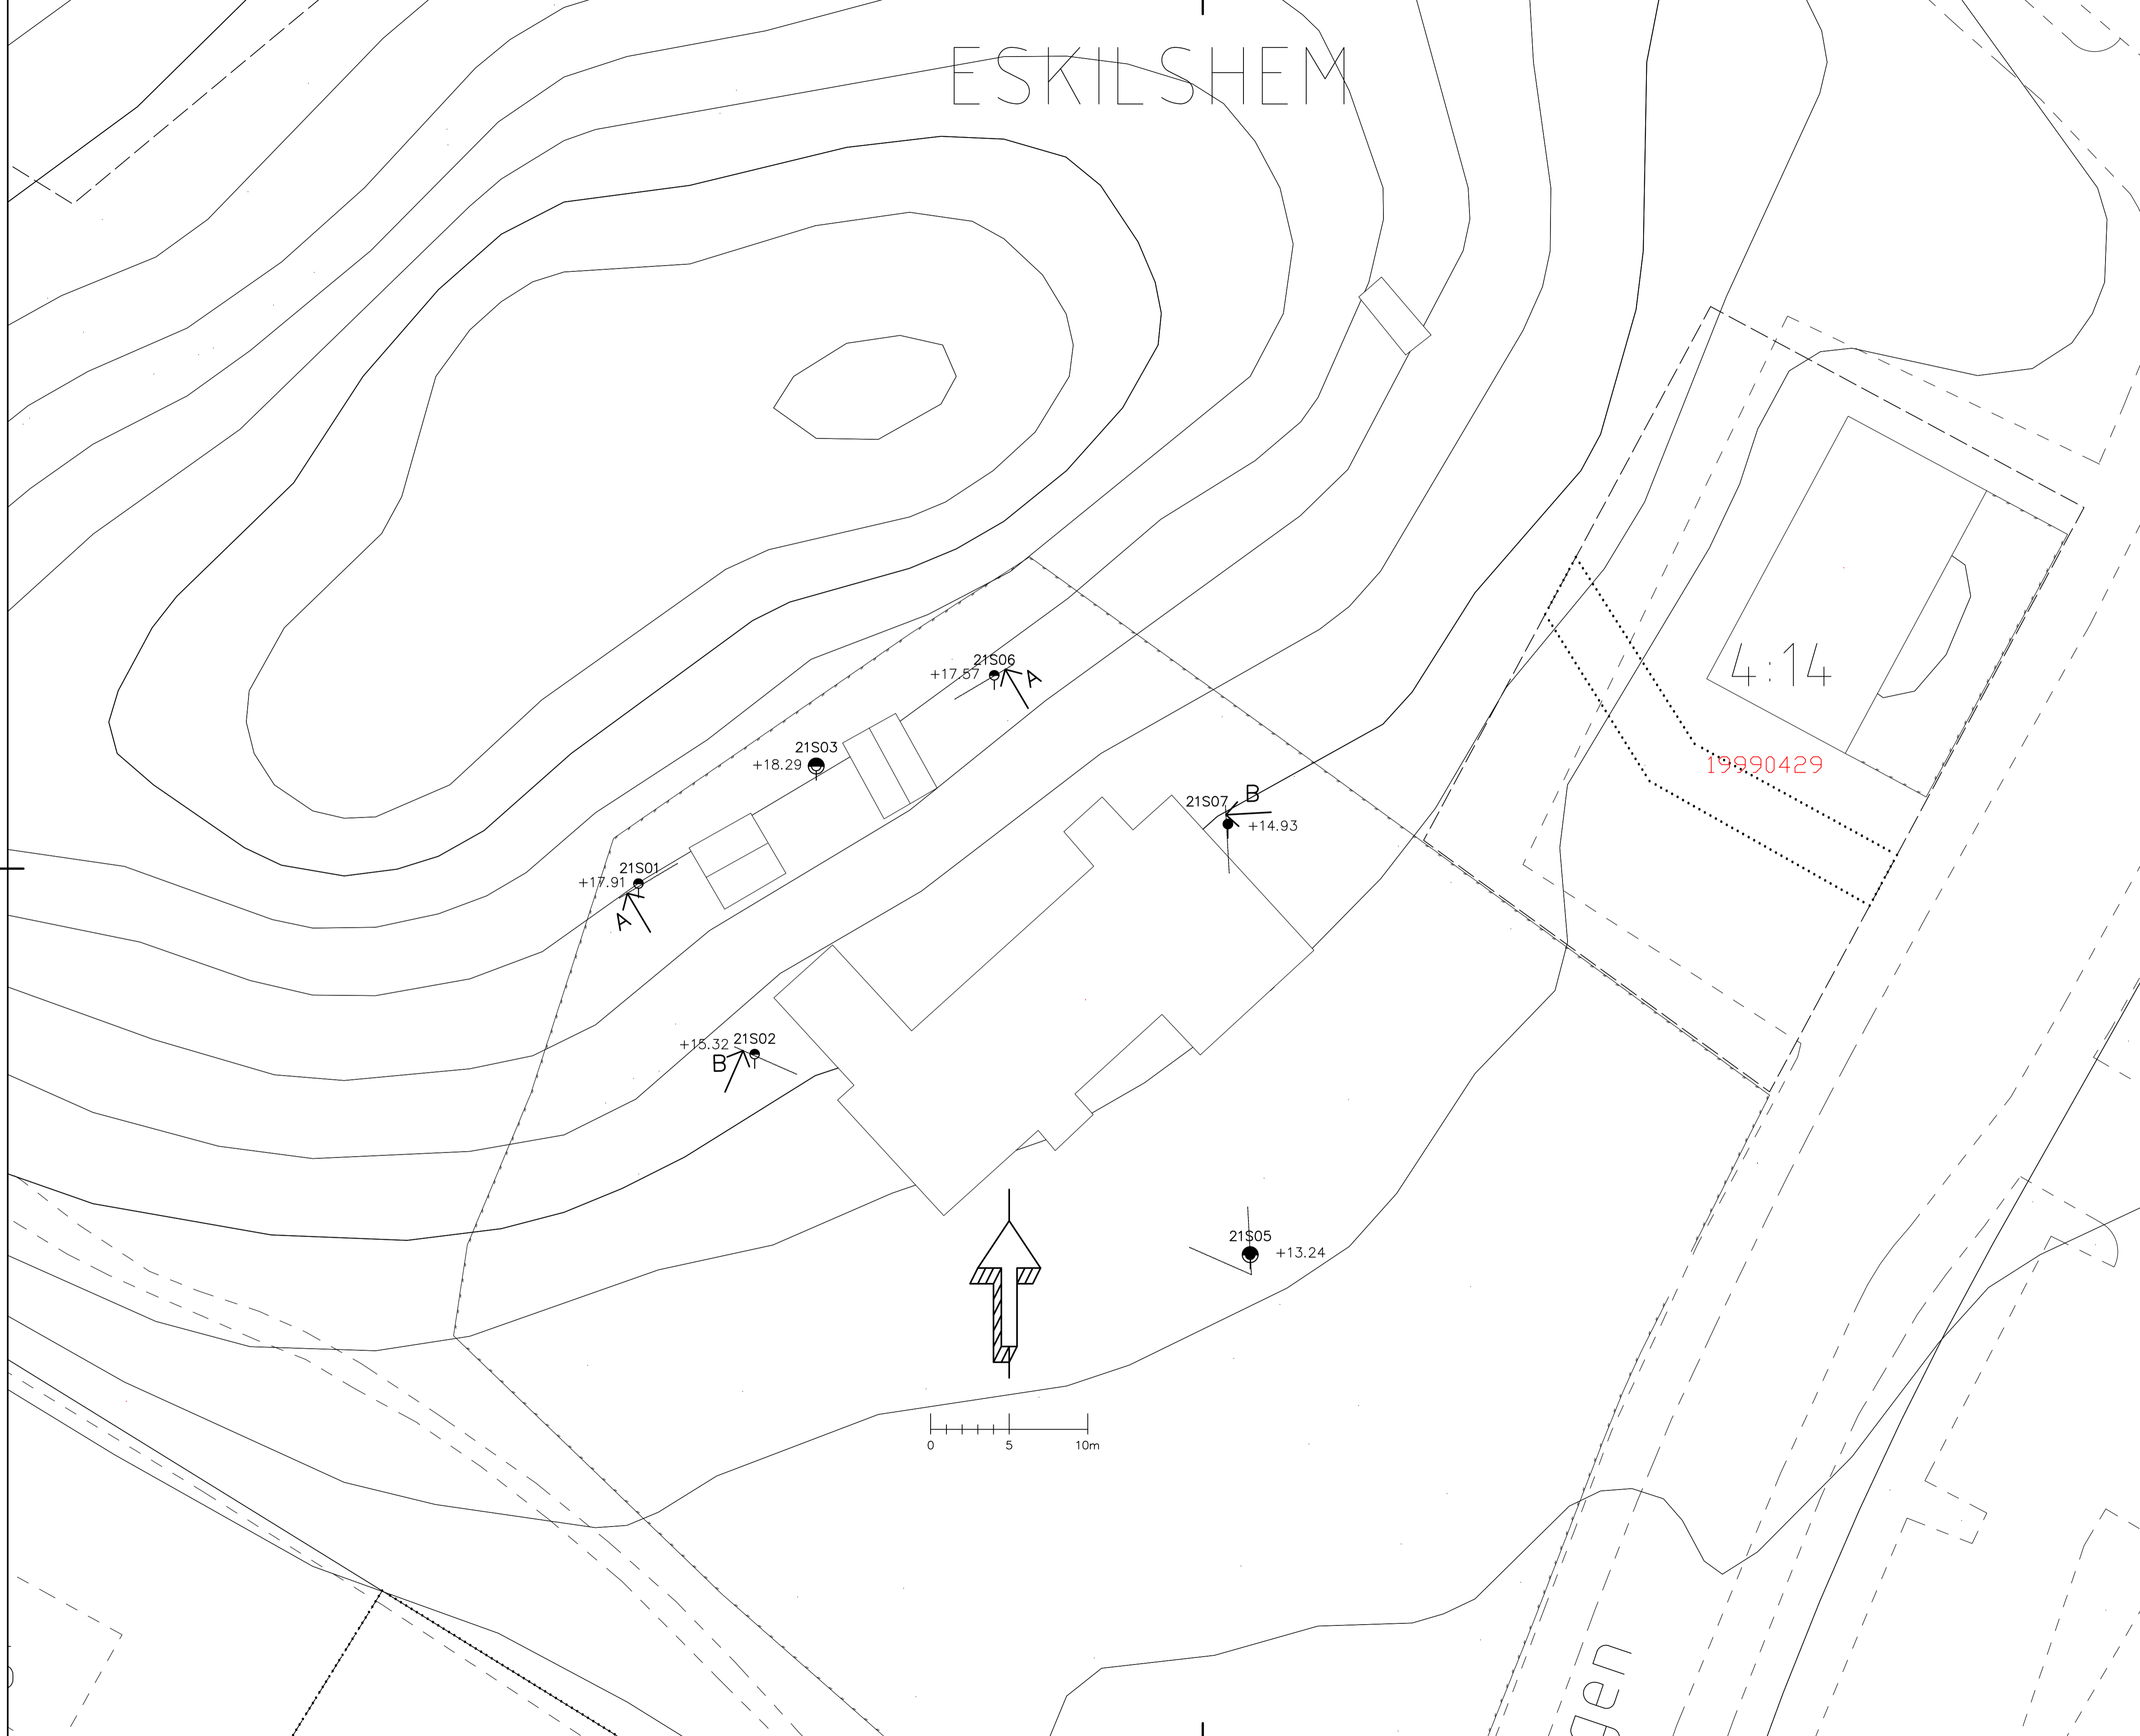 ESKILSHEM
21S06
+17.57
A
4:14
21S03
+18.29
19990429
21S07
B
+14.93
21S01
+17.91
A
+15.32
21S02
B
21S05
+13.24
0 5 10m
gen